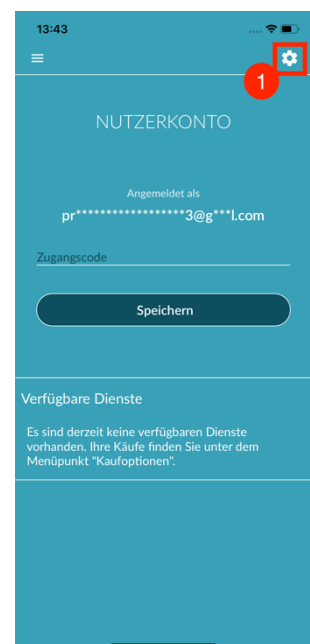 13:43
1
NUTZERKONTO
Angemeldet als
pr******************3@g***l.com
Zugangscode
Speichern
Verfügbare Dienste
Es sind derzeit keine verfügbaren Dienste
vorhanden. Ihre Käufe finden Sie unter dem
Menüpunkt "Kaufoptionen".